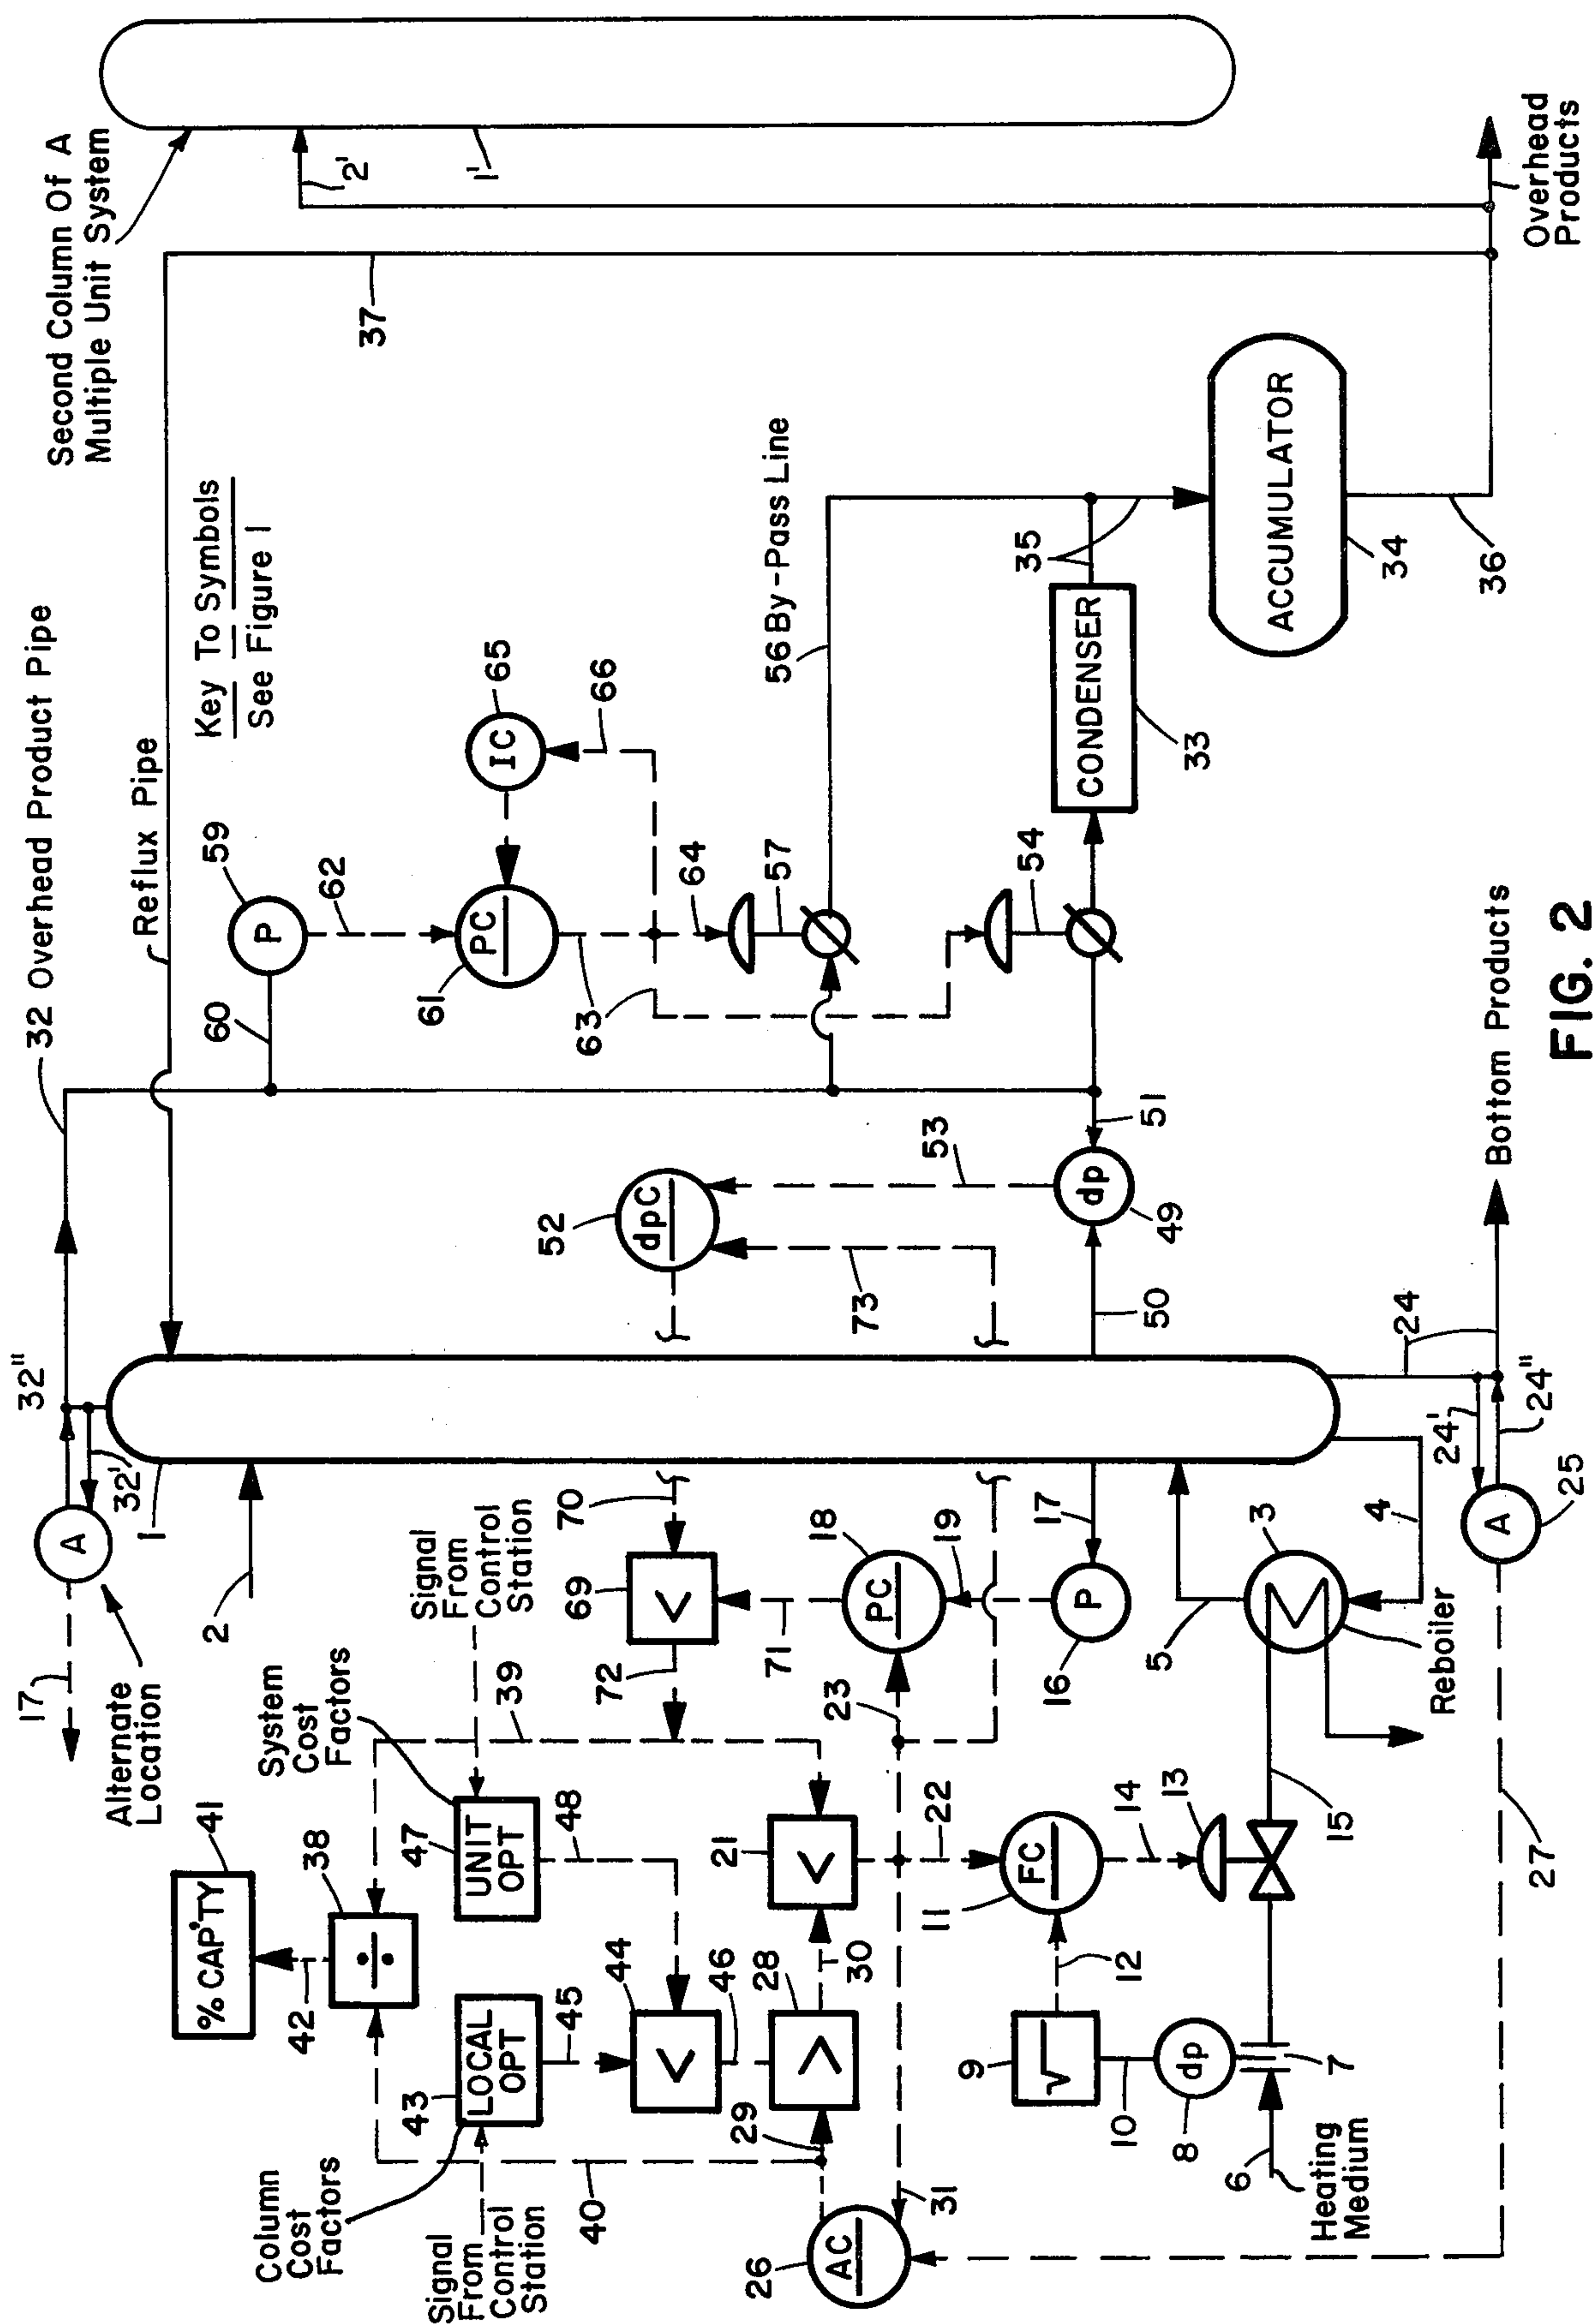 Second Column Of A
Multiple Unit System
2'
1'
Overhead
Products
37
32 Overhead Product Pipe
Reflux Pipe
Key To Symbols
See Figure 1
59
P
60
62
65
IC
66
PC
61
63
64
57
56 By-Pass Line
54
35
CONDENSER
33
ACCUMULATOR
34
36
32"
32'
A
17
Alternate
Location
1
2
52
dpC
53
73
51
dp
49
50
24
24'
24"
Bottom Products
A
25
4
3
5
Reboiler
27
70
69
<
72
71
18
PC
19
17
P
16
23
Signal
From
Control
Station
39
System
Cost
Factors
47
UNIT
OPT
48
41
% CAP'TY
42
38
÷
43
LOCAL
OPT
45
44
<
46
28
>
29
30
21
<
22
Column
Cost
Factors
Signal
From
Control
Station
40
26
AC
31
11
FC
12
14
13
15
9
√
10
8
dp
7
6
Heating
Medium
FIG. 2